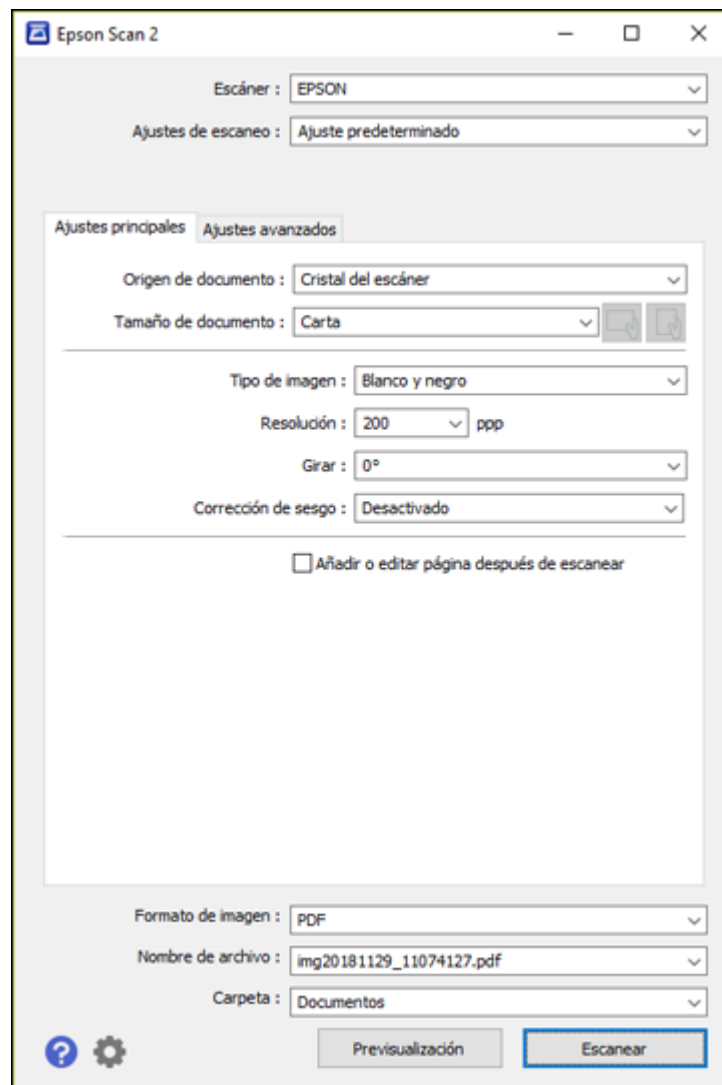 Epson Scan 2
Escáner : EPSON
Ajustes de escaneo : Ajuste predeterminado
Ajustes principales Ajustes avanzados
Origen de documento : Cristal del escáner
Tamaño de documento : Carta
Tipo de imagen : Blanco y negro
Resolución : 200 ppp
Girar : 0°
Corrección de sesgo : Desactivado
Añadir o editar página después de escanear
Formato de imagen : PDF
Nombre de archivo : img20181129_11074127.pdf
Carpeta : Documentos
? Previsualización Escanear